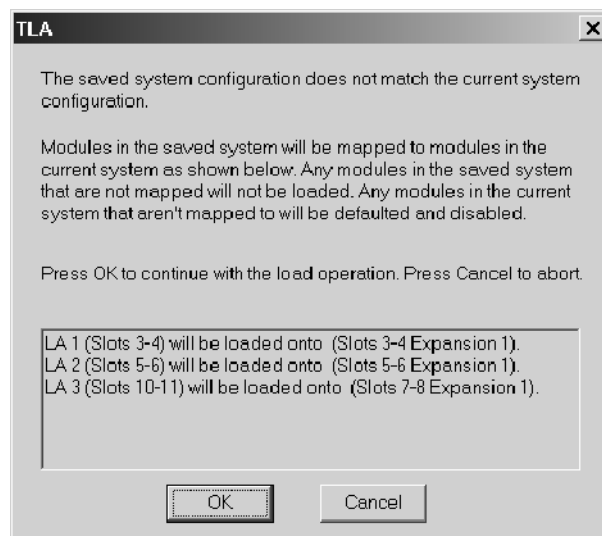 TLA
The saved system configuration does not match the current system
configuration.
Modules in the saved system will be mapped to modules in the
current system as shown below. Any modules in the saved system
that are not mapped will not be loaded. Any modules in the current
system that aren't mapped to will be defaulted and disabled.
Press OK to continue with the load operation. Press Cancel to abort.
LA 1 (Slots 3-4) will be loaded onto (Slots 3-4 Expansion 1).
LA 2 (Slots 5-6) will be loaded onto (Slots 5-6 Expansion 1).
LA 3 (Slots 10-11) will be loaded onto (Slots 7-8 Expansion 1).
OK
Cancel